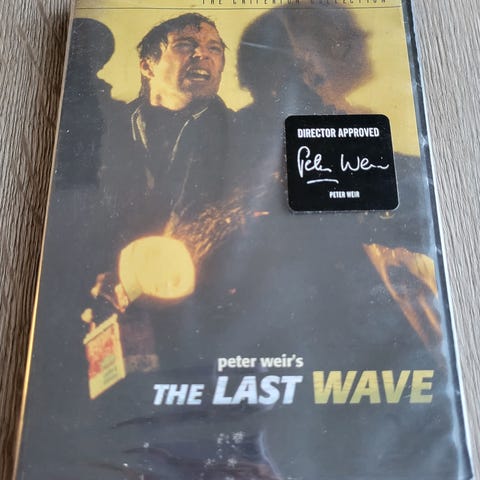 THE CRITERION COLLECTION
DIRECTOR APPROVED
Peter Weir
PETER WEIR
peter weir's
THE LAST WAVE